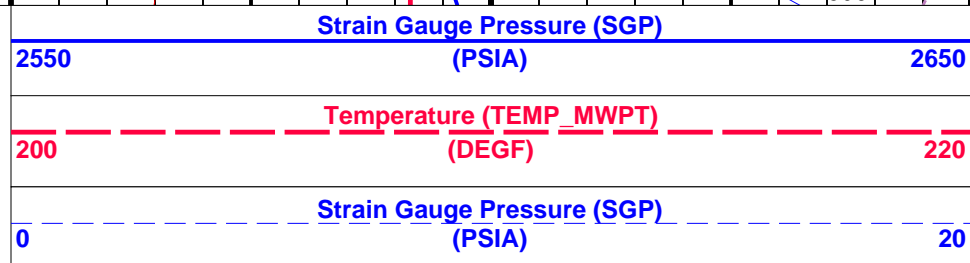 Strain Gauge Pressure (SGP)
2550 (PSIA) 2650
Temperature (TEMP_MWPT)
200 (DEGF) 220
Strain Gauge Pressure (SGP)
0 (PSIA) 20